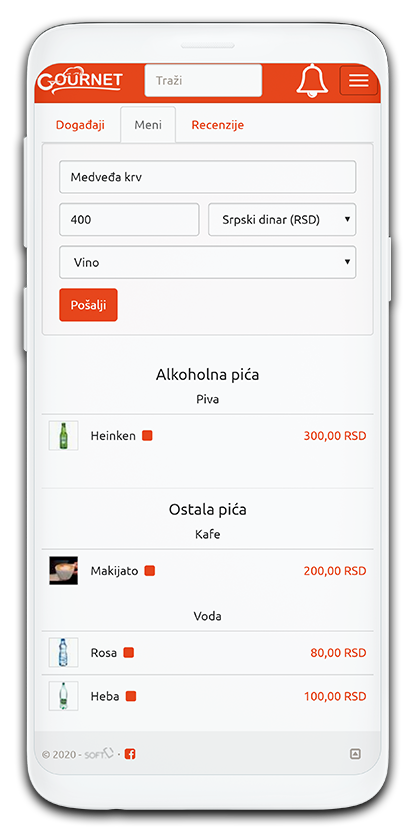 GOURNET
Traži
Događaji Meni Recenzije
Medveđa krv
400 Srpski dinar (RSD)
Vino
Pošalji
Alkoholna pića
Piva
Heinken 300,00 RSD
Ostala pića
Kafe
Makijato 200,00 RSD
Voda
Rosa 80,00 RSD
Heba 100,00 RSD
© 2020 - SOFT